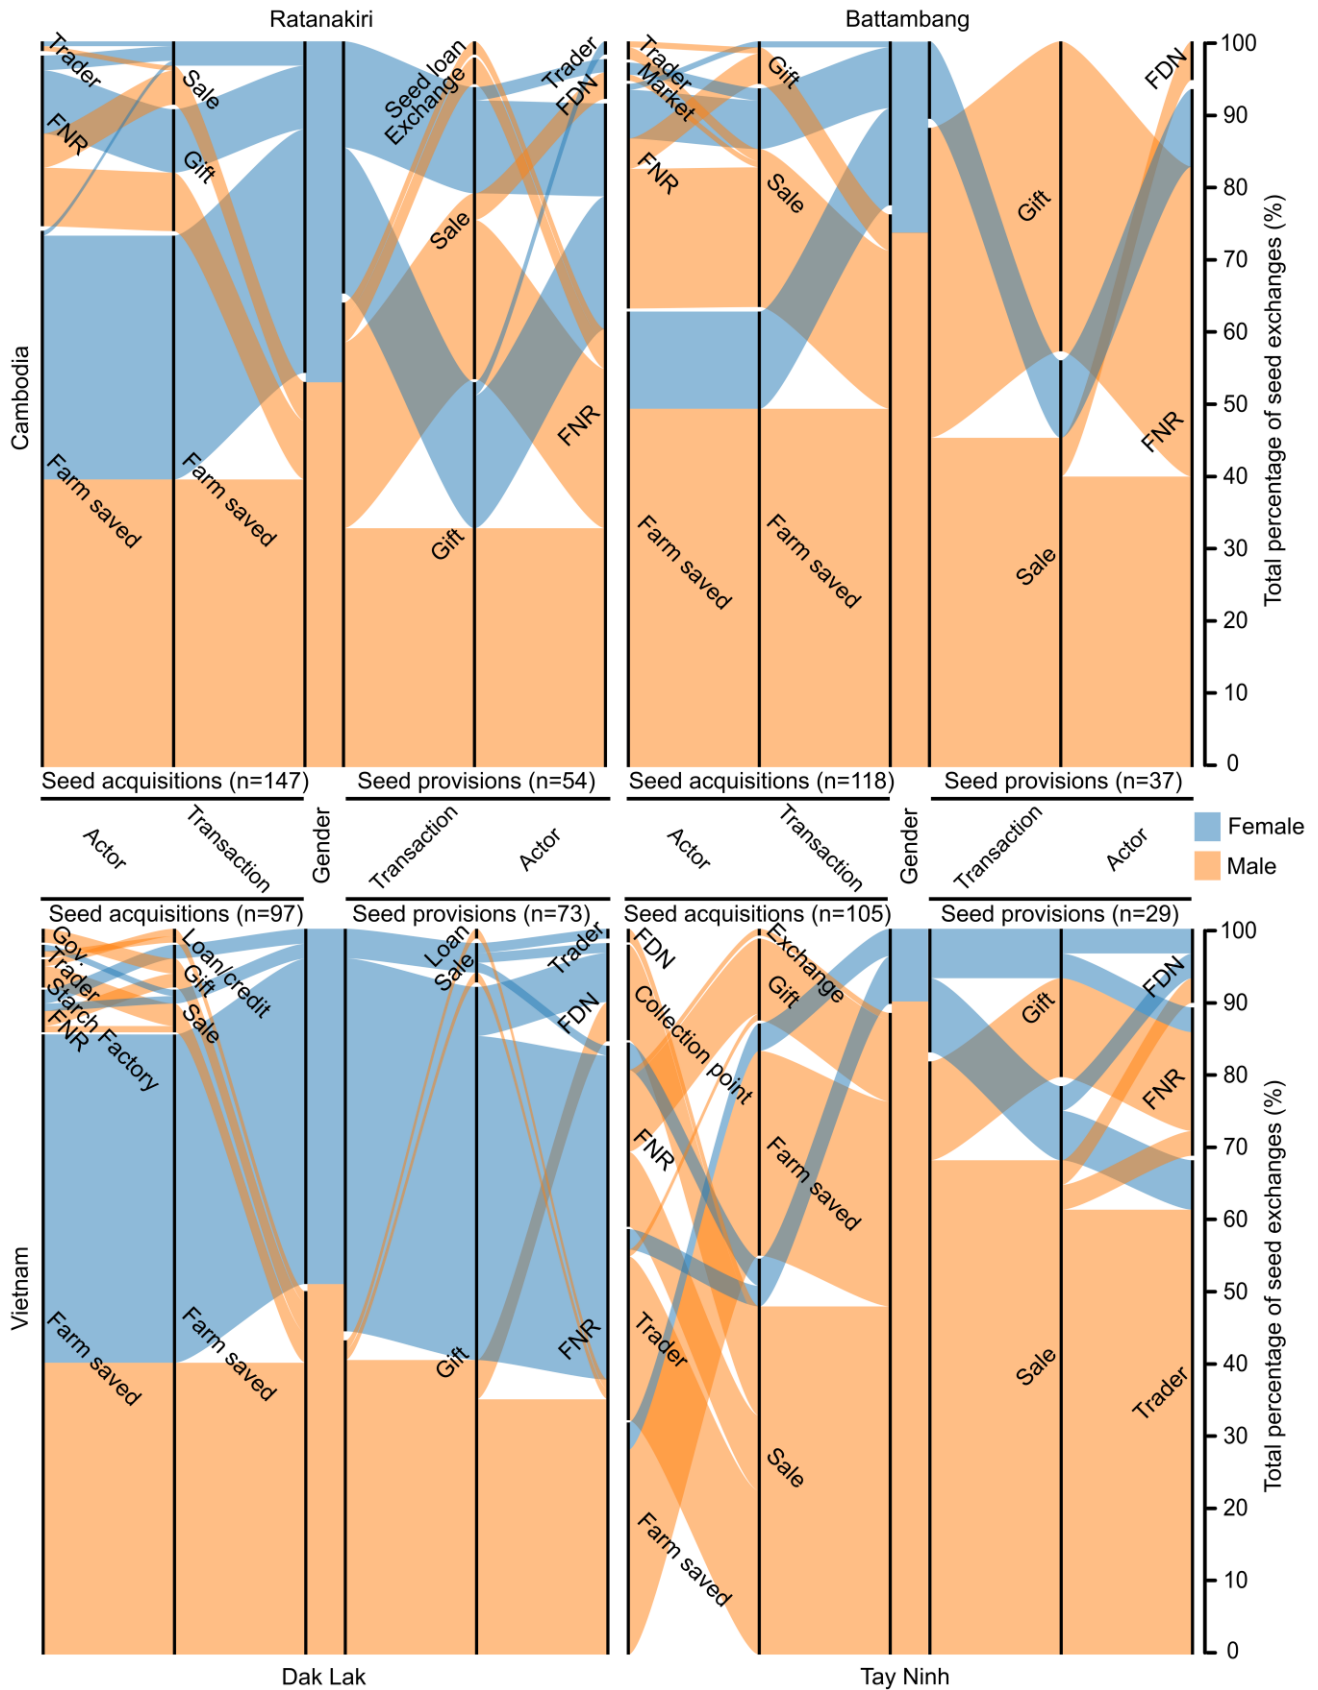 Ratanakiri
Battambang
Trader
FNR
Farm saved
Sale
Gift
Farm saved
Seed loan
Exchange
Sale
Gift
Trader
FDN
FNR
Trader
Market
FNR
Farm saved
Gift
Sale
Farm saved
Gift
Sale
FDN
FNR
100
90
80
70
60
50
40
30
20
10
0
Total percentage of seed exchanges (%)
Cambodia
Seed acquisitions (n=147)
Seed provisions (n=54)
Seed acquisitions (n=118)
Seed provisions (n=37)
Actor
Transaction
Gender
Transaction
Actor
Actor
Transaction
Gender
Transaction
Actor
Female
Male
Seed acquisitions (n=97)
Seed provisions (n=73)
Seed acquisitions (n=105)
Seed provisions (n=29)
Gov.
Trader
Starch Factory
FNR
Farm saved
Loan/credit
Gift
Sale
Farm saved
Loan
Sale
Gift
Trader
FDN
FNR
FDN
Collection point
FNR
Trader
Farm saved
Exchange
Gift
Farm saved
Sale
Gift
Sale
FDN
FNR
Trader
100
90
80
70
60
50
40
30
20
10
0
Total percentage of seed exchanges (%)
Vietnam
Dak Lak
Tay Ninh